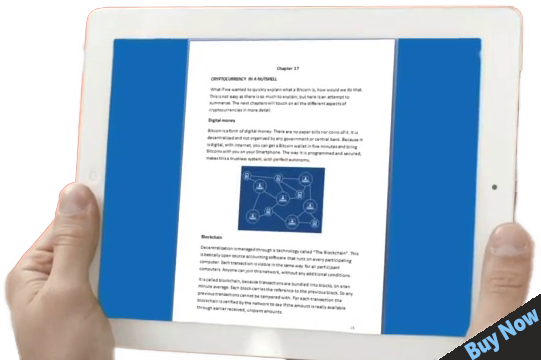 Chapter 17
CRYPTOCURRENCY IN A NUTSHELL
What if we wanted to quickly explain what a Bitcoin is, how would we do that.
This is not easy as there is so much to explain, but here is an attempt to
summarize. The next chapters will touch on all the different aspects of
cryptocurrencies in more detail.
Digital money
Bitcoin is a form of digital money. There are no paper bills nor coins of it. It is
decentralized and not organized by any government or central bank. Because it
is digital, with internet, you can get a Bitcoin wallet in five minutes and bring
Bitcoins with you on your Smartphone. The way it is programmed and secured,
makes this a trustless system, with perfect autonomy.
Blockchain
Decentralization is managed through a technology called "The Blockchain". This
is basically open source accounting software that runs on every participating
computer. Each transaction is visible in the same way for all participant
computers. Anyone can join this network, without any additional conditions.
It is called blockchain, because transactions are bundled into blocks, on a ten
minute average. Each block carries the reference to the previous block. So any
previous transactions cannot be tampered with. For each transaction the
blockchain is verified by the network to see if the amount is really available
through earlier received, unspent amounts.
Buy Now